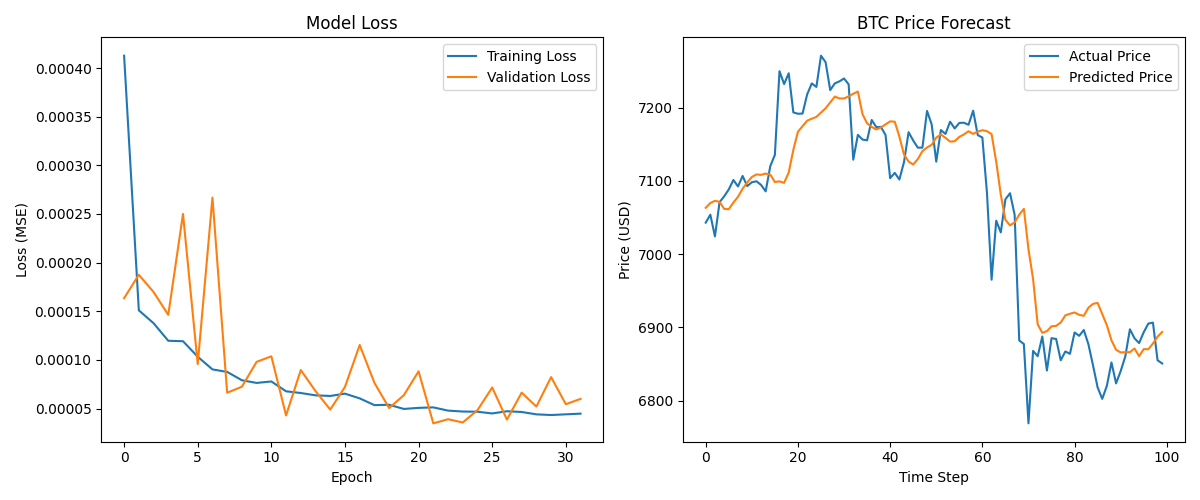 Model Loss
Training Loss
Validation Loss
Loss (MSE)
0.00040
0.00035
0.00030
0.00025
0.00020
0.00015
0.00010
0.00005
0 5 10 15 20 25 30
Epoch
BTC Price Forecast
Actual Price
Predicted Price
Price (USD)
7200
7100
7000
6900
6800
0 20 40 60 80 100
Time Step